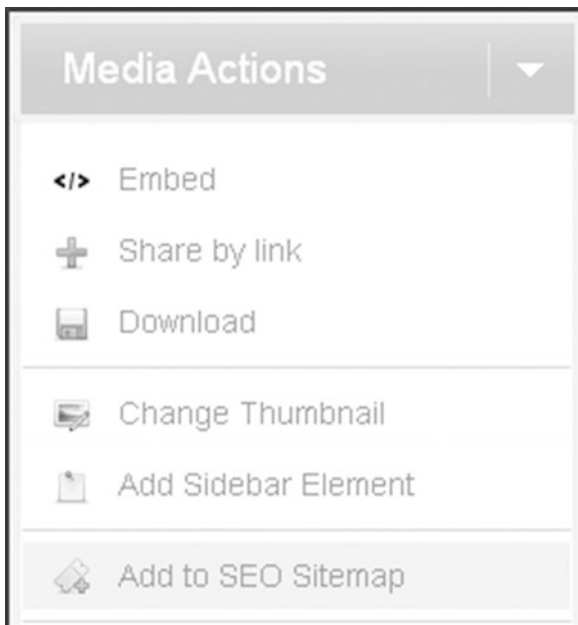 Media Actions
</> Embed
Share by link
Download
Change Thumbnail
Add Sidebar Element
Add to SEO Sitemap